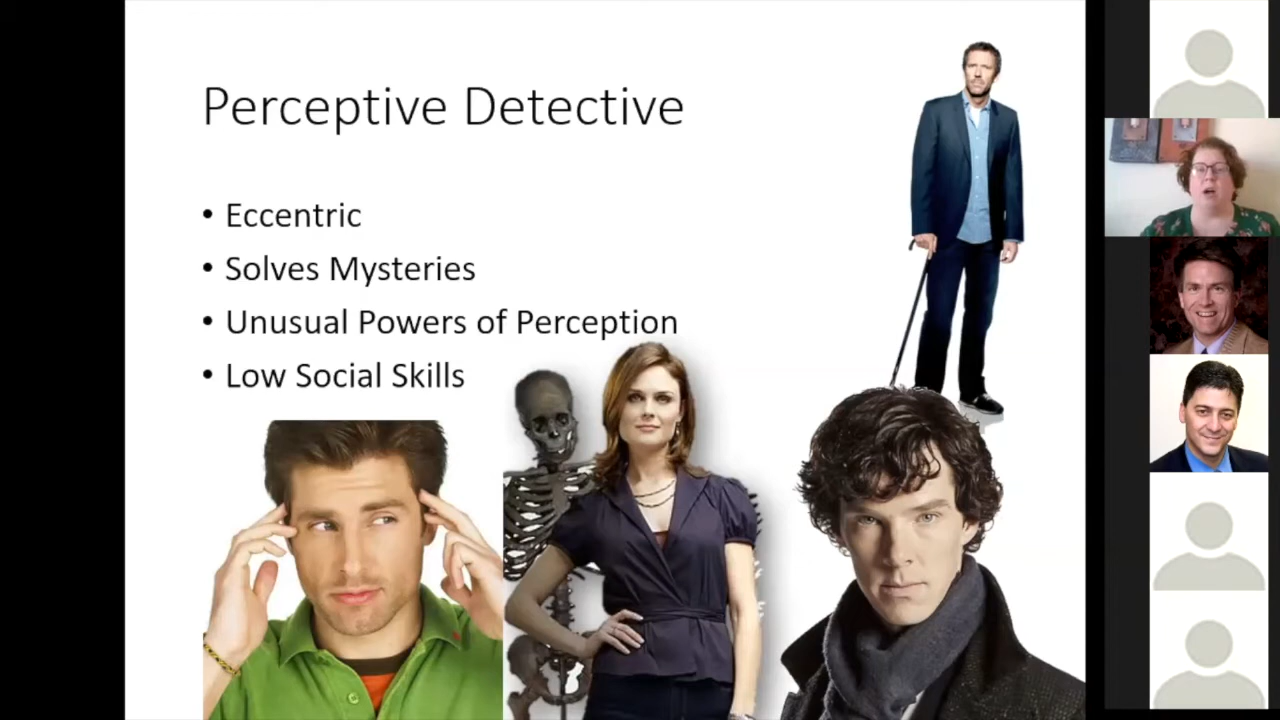 Perceptive Detective
• Eccentric
• Solves Mysteries
• Unusual Powers of Perception
• Low Social Skills